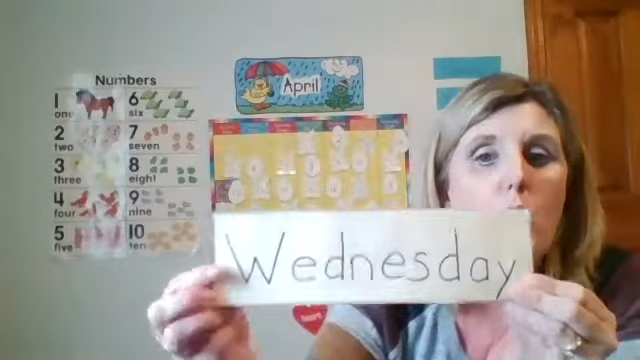 Numbers
1 one
6 six
2 two
7 seven
3 three
8 eight
4 four
9 nine
5 five
10 ten
April
Wednesday